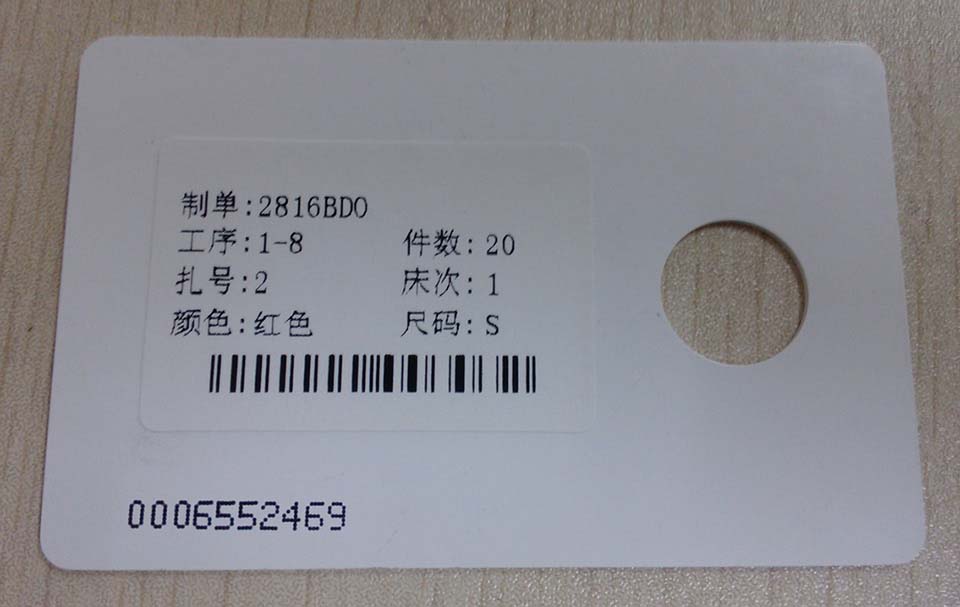 制单:2816BDO
工序:1-8 件数:20
扎号:2 床次:1
颜色:红色 尺码:S
0006552469